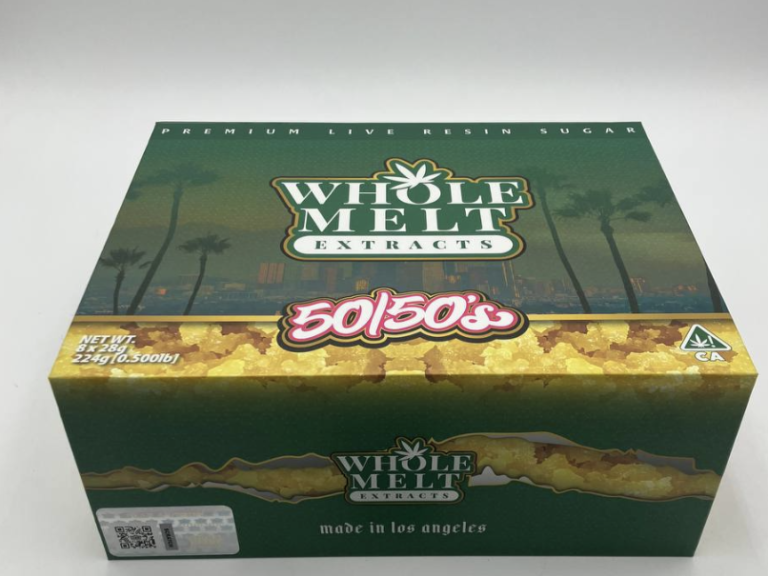 PREMIUM LIVE RESIN SUGAR
WHOLE
MELT
EXTRACTS
50/50's
NET WT.
8 x 28g
224g [0.500lb]
!
CA
WHOLE
MELT
EXTRACTS
made in los angeles